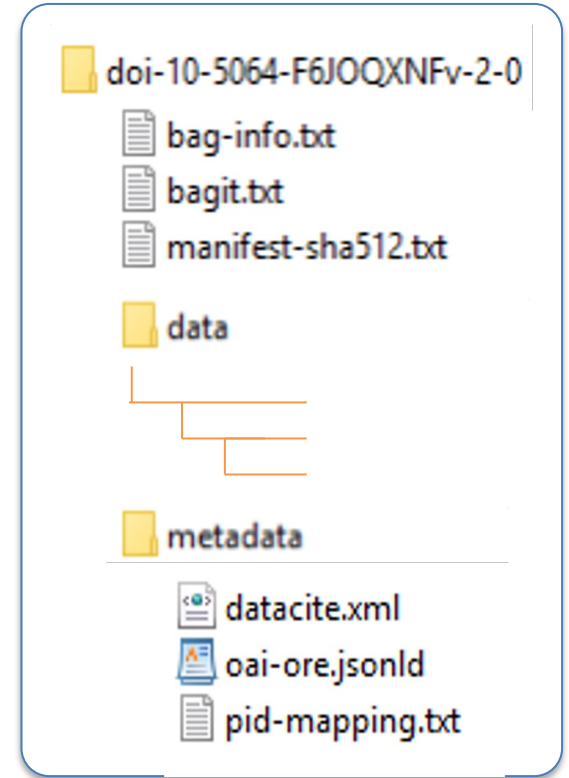 doi-10-5064-F6JOQXNFv-2-0
bag-info.txt
bagit.txt
manifest-sha512.txt
data
metadata
datacite.xml
oai-ore.jsonld
pid-mapping.txt